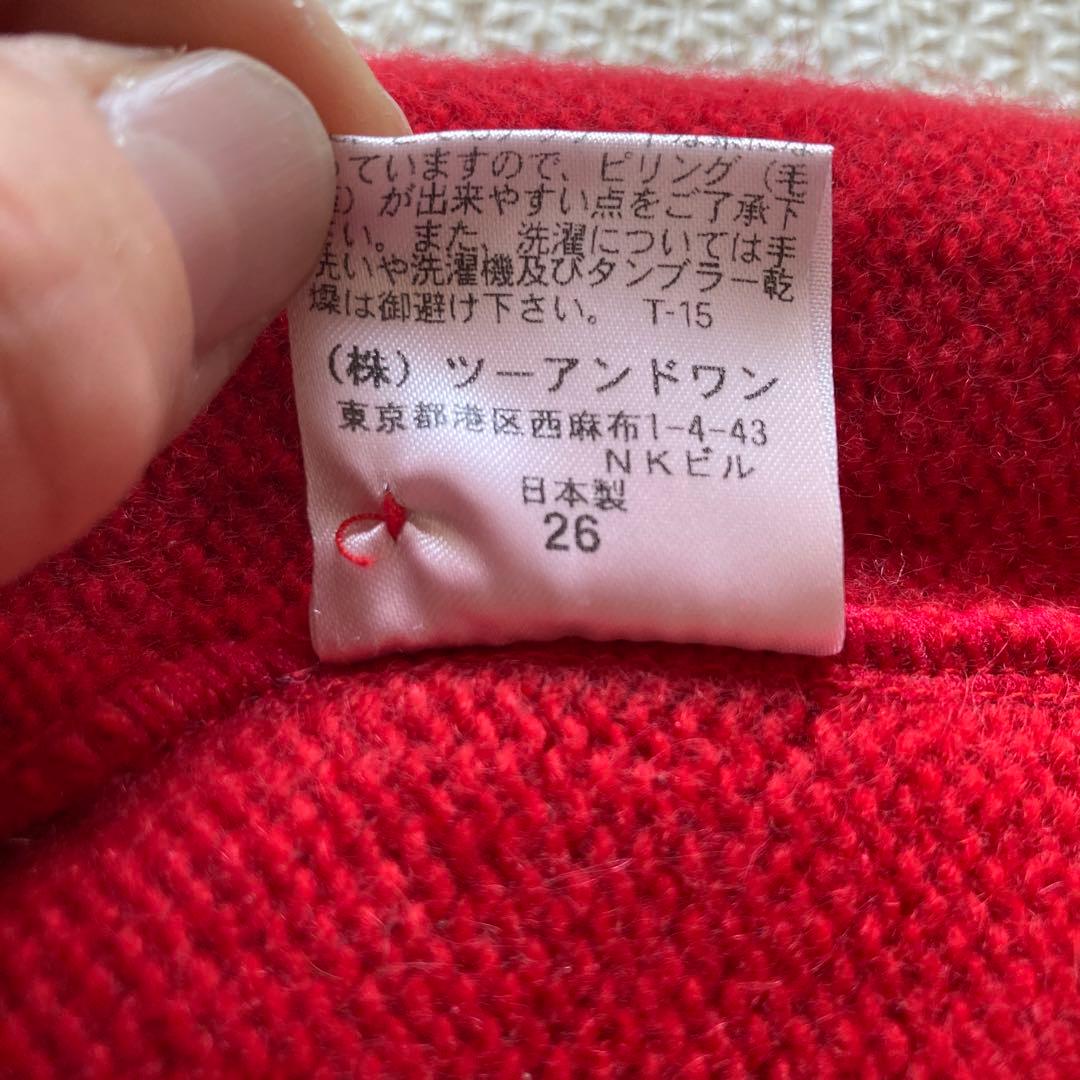 ていますので、ピリング（毛
）が出来やすい点をご了承下
い。また、洗濯については手
洗いや洗濯機及びタンブラー乾
燥は御避け下さい。 T-15
（株）ツーアンドワン
東京都港区西麻布1-4-43
NKビル
日本製
26